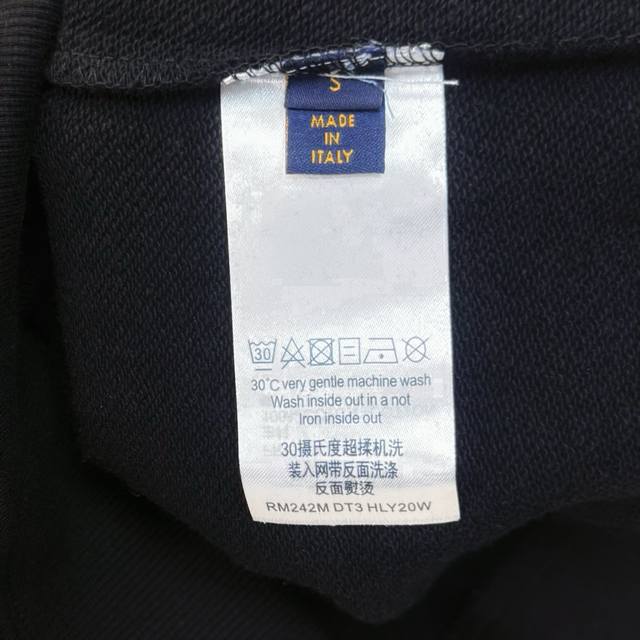 S
MADE
IN
ITALY
30
30°C very gentle machine wash
Wash inside out in a not
Iron inside out
30摄氏度超揉机洗
装入网带反面洗涤
反面熨烫
RM242M DT3 HLY20W